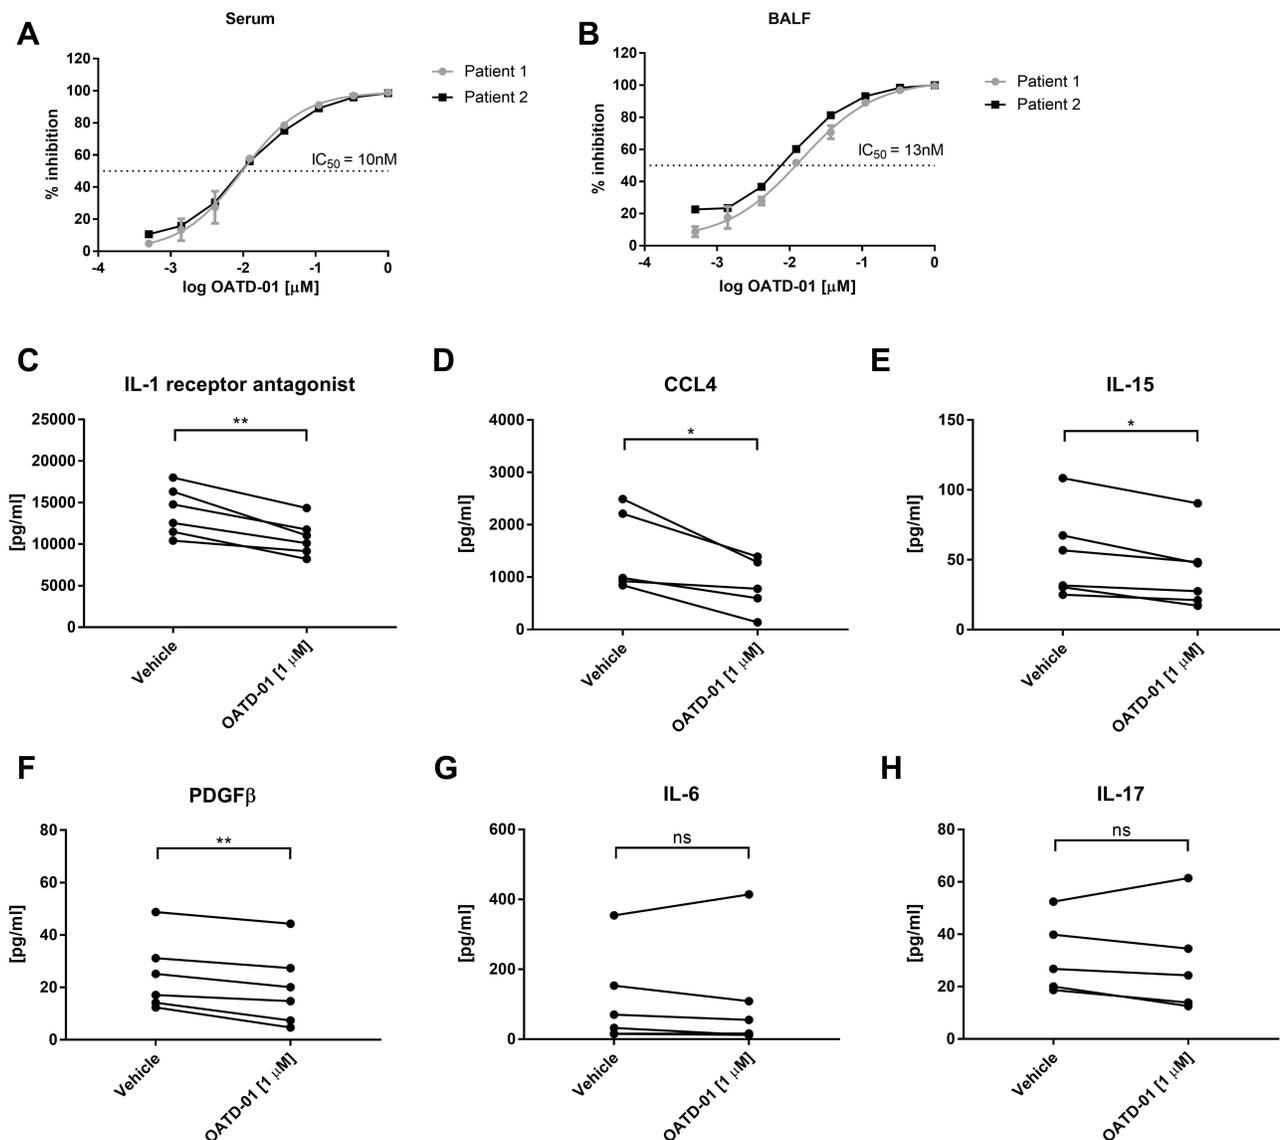 A
Serum
% inhibition
120
100
80
60
40
20
0
IC50 = 10nM
-4 -3 -2 -1 0
log OATD-01 [μM]
Patient 1
Patient 2
B
BALF
% inhibition
120
100
80
60
40
20
0
IC50 = 13nM
-4 -3 -2 -1 0
log OATD-01 [μM]
Patient 1
Patient 2
C
IL-1 receptor antagonist
[pg/ml]
25000
20000
15000
10000
5000
0
**
Vehicle
OATD-01 [1 μM]
D
CCL4
[pg/ml]
4000
3000
2000
1000
0
*
Vehicle
OATD-01 [1 μM]
E
IL-15
[pg/ml]
150
100
50
0
*
Vehicle
OATD-01 [1 μM]
F
PDGFβ
[pg/ml]
80
60
40
20
0
**
Vehicle
OATD-01 [1 μM]
G
IL-6
[pg/ml]
600
400
200
0
ns
Vehicle
OATD-01 [1 μM]
H
IL-17
[pg/ml]
80
60
40
20
0
ns
Vehicle
OATD-01 [1 μM]